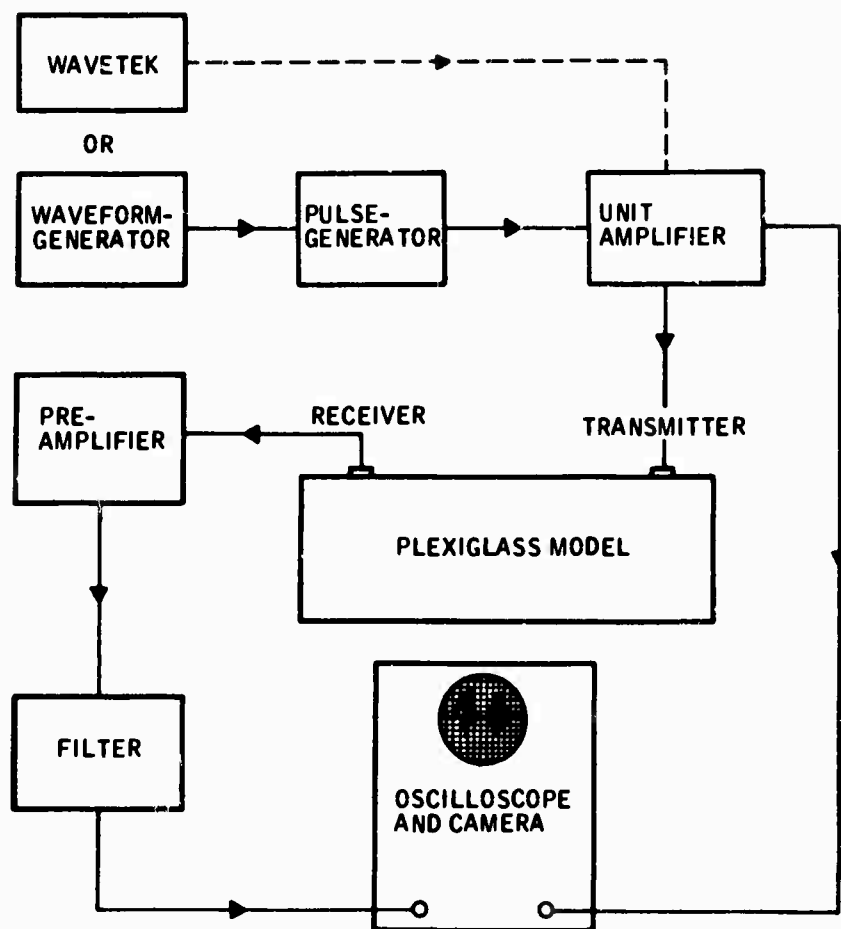 WAVETEK
OR
WAVEFORM-
GENERATOR
PULSE-
GENERATOR
UNIT
AMPLIFIER
PRE-
AMPLIFIER
RECEIVER
TRANSMITTER
PLEXIGLASS MODEL
FILTER
OSCILLOSCOPE
AND CAMERA